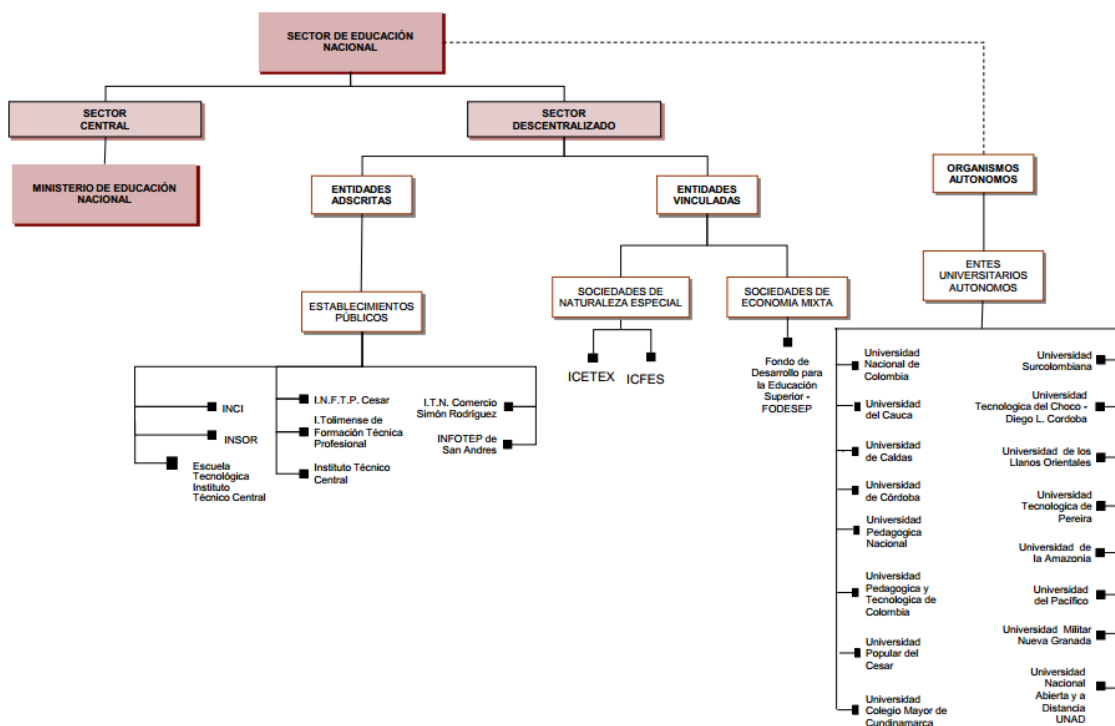 SECTOR DE EDUCACIÓN
NACIONAL
SECTOR
CENTRAL
SECTOR
DESCENTRALIZADO
MINISTERIO DE EDUCACIÓN
NACIONAL
ENTIDADES
ADSCRITAS
ENTIDADES
VINCULADAS
ORGANISMOS
AUTONOMOS
ESTABLECIMIENTOS
PÚBLICOS
SOCIEDADES DE
NATURALEZA ESPECIAL
SOCIEDADES DE
ECONOMIA MIXTA
ENTES
UNIVERSITARIOS
AUTONOMOS
INCI
INSOR
Escuela
Tecnológica
Instituto
Técnico Central
I.N.F.T.P. Cesar
I.Tolimense de
Formación Técnica
Profesional
Instituto Técnico
Central
I.T.N. Comercio
Simón Rodríguez
INFOTEP de
San Andres
ICETEX
ICFES
Fondo de
Desarrollo para
la Educación
Superior -
FODESEP
Universidad
Nacional de
Colombia
Universidad
del Cauca
Universidad
de Caldas
Universidad
de Córdoba
Universidad
Pedagogica
Nacional
Universidad
Pedagogica y
Tecnologica de
Colombia
Universidad
Popular del
Cesar
Universidad
Colegio Mayor de
Cundinamarca
Universidad
Surcolombiana
Universidad
Tecnologica del Choco -
Diego L. Cordoba
Universidad de los
Llanos Orientales
Universidad
Tecnologica de
Pereira
Universidad de
la Amazonia
Universidad
del Pacífico
Universidad Militar
Nueva Granada
Universidad
Nacional
Abierta y a
Distancia
UNAD